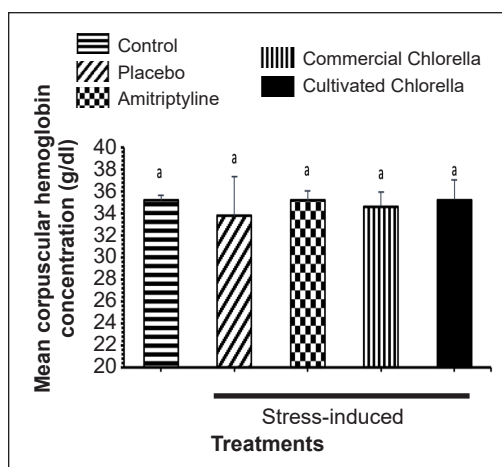 Control
Placebo
Amitriptyline
Commercial Chlorella
Cultivated Chlorella
Mean corpuscular hemoglobin
concentration (g/dl)
40
38
36
34
36
32
28
26
24
22
20
a
a
a
a
a
Stress-induced
Treatments